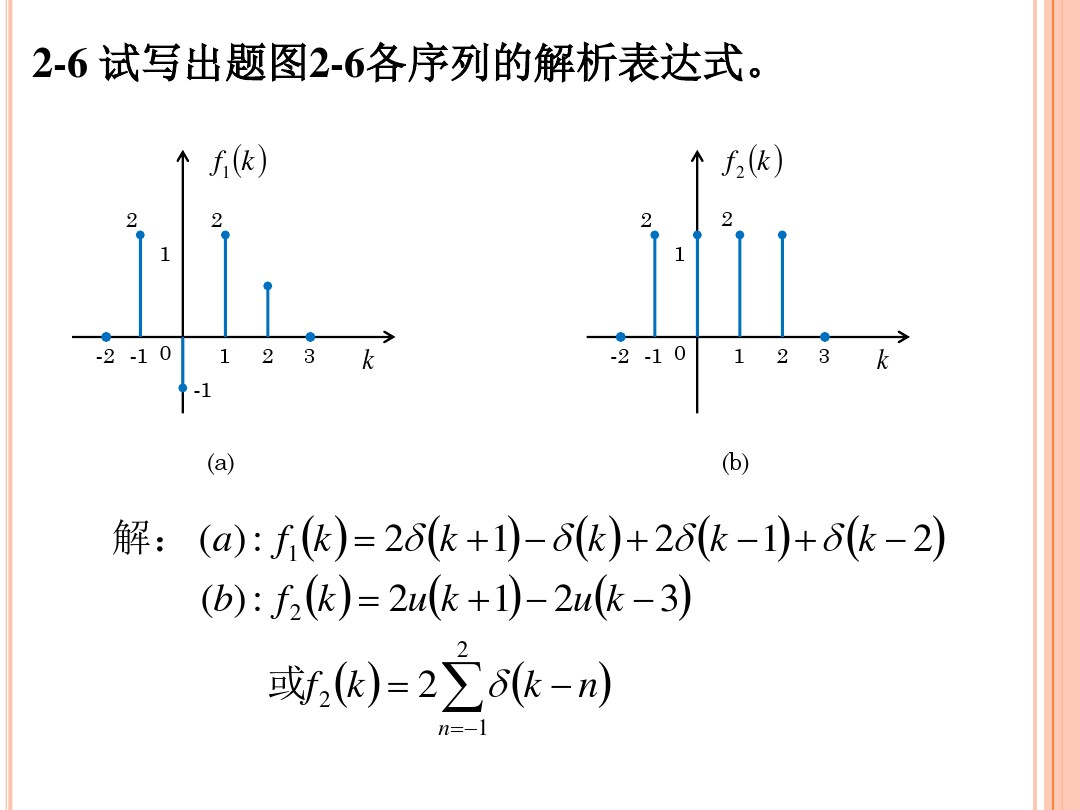 2-6 试写出题图2-6各序列的解析表达式。
f₁(k) f₂(k)
2 2 2 2
1 1
-2 -1 0 1 2 3 k -2 -1 0 1 2 3 k
-1
(a) (b)
解： (a) : f₁(k) = 2δ(k +1) − δ(k) + 2δ(k −1) + δ(k − 2)
(b) : f₂(k) = 2u(k +1) − 2u(k − 3)
或f₂(k) = 2∑_{n=−1}^{2} δ(k − n)